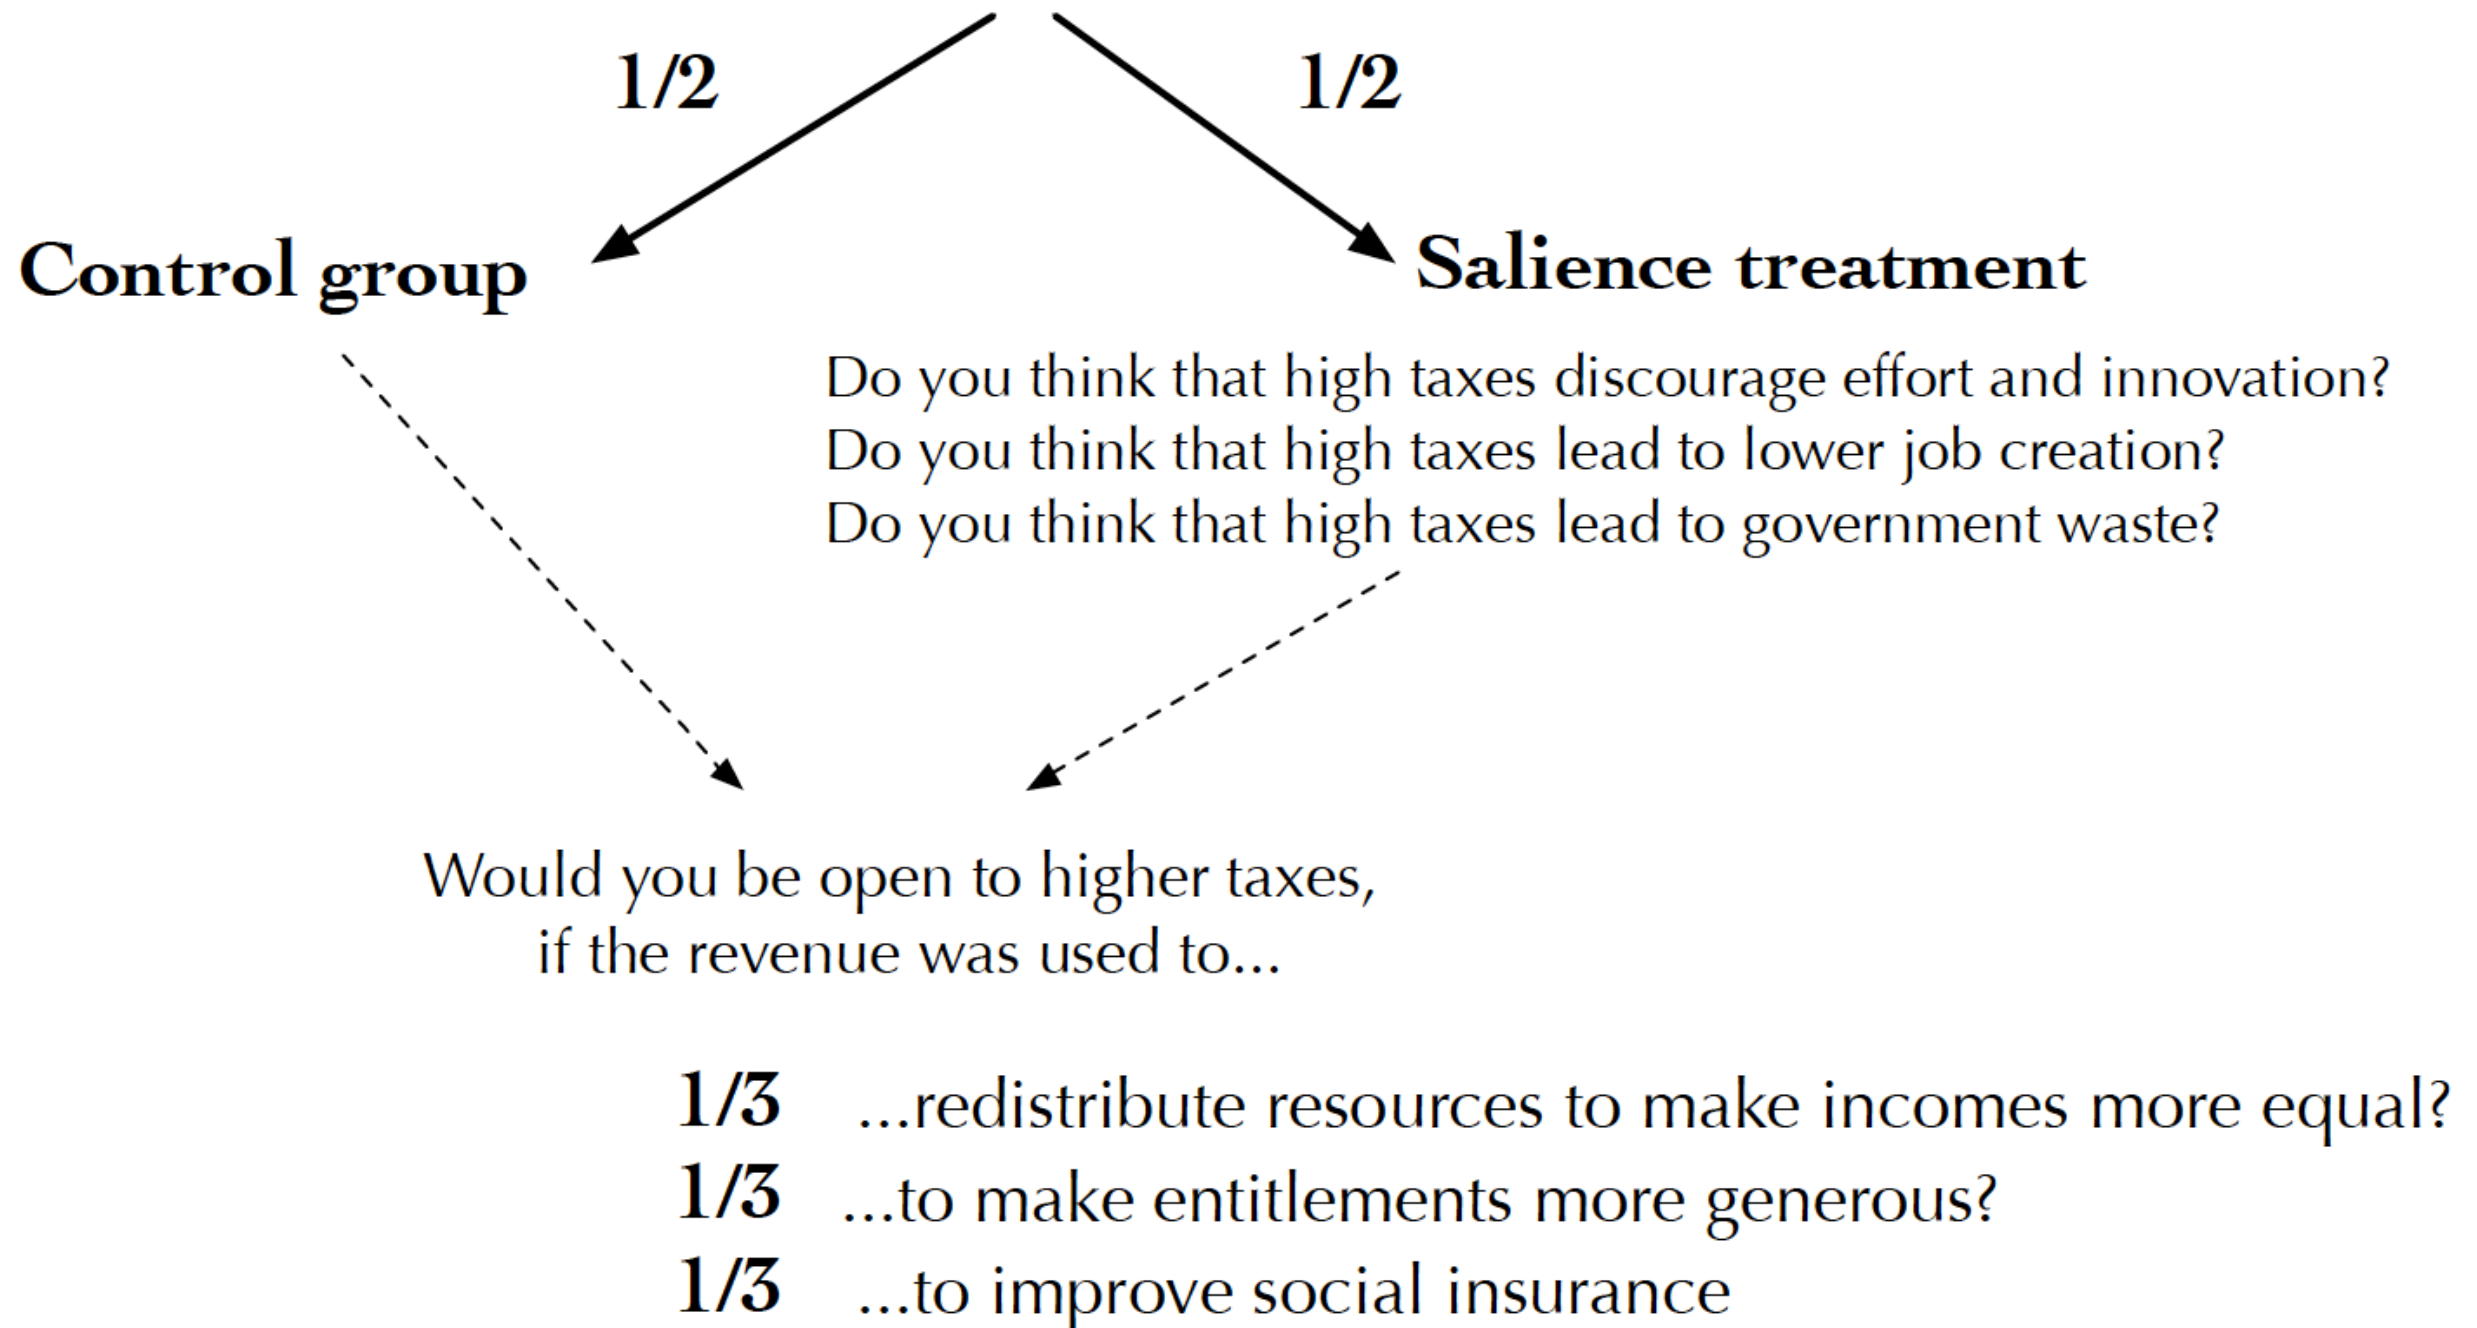 1/2 1/2
Control group
Salience treatment
Do you think that high taxes discourage effort and innovation?
Do you think that high taxes lead to lower job creation?
Do you think that high taxes lead to government waste?
Would you be open to higher taxes,
if the revenue was used to...
1/3 ...redistribute resources to make incomes more equal?
1/3 ...to make entitlements more generous?
1/3 ...to improve social insurance